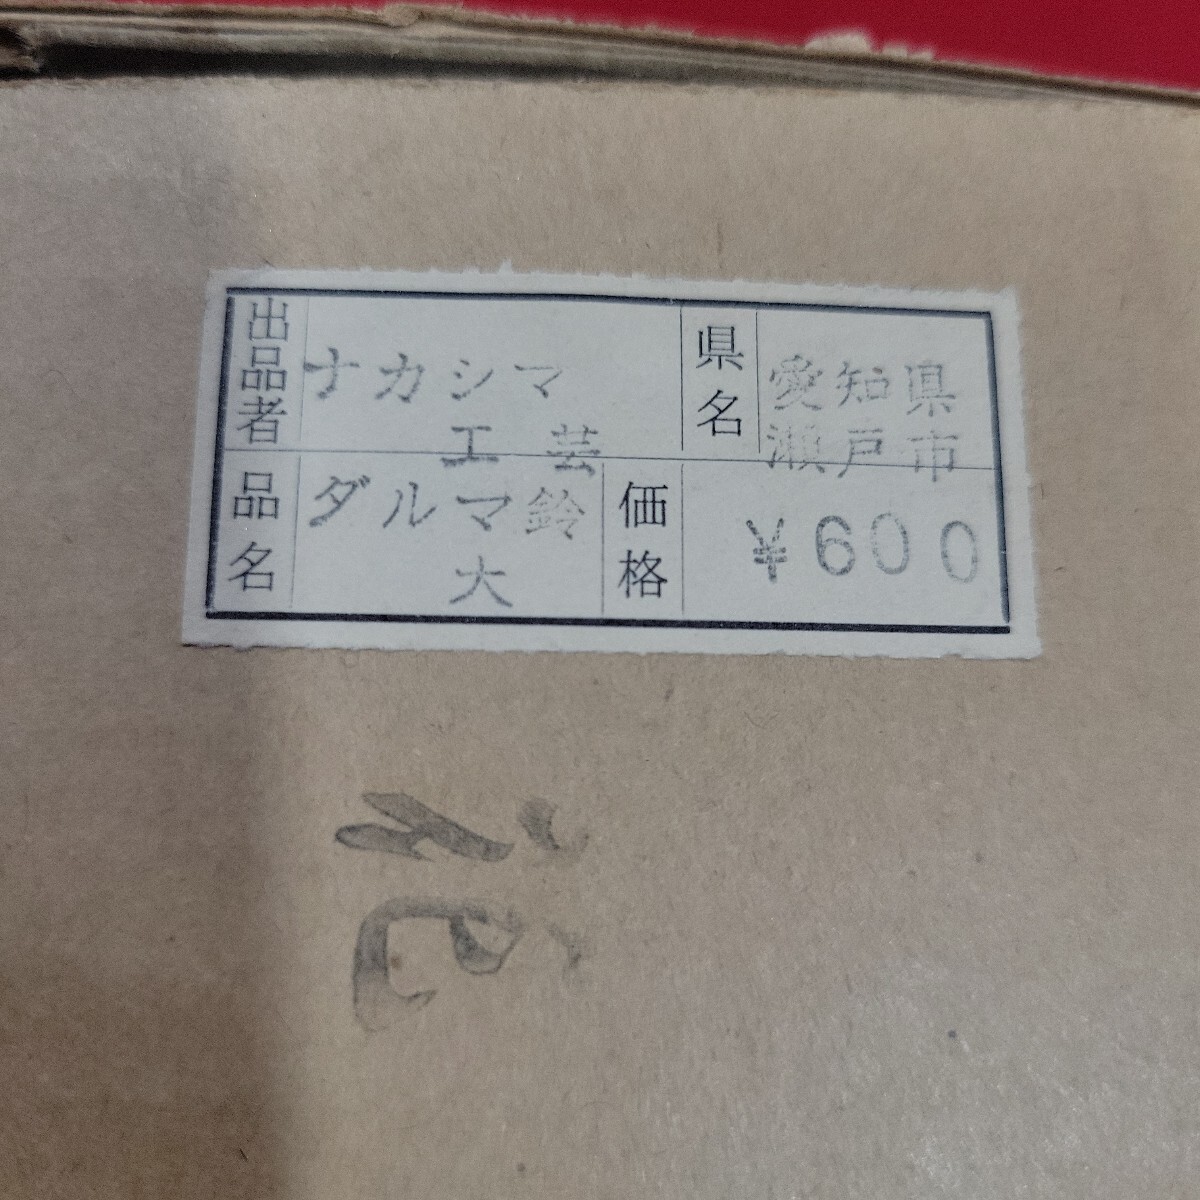 出品者 ナカシマ 工芸
県名 愛知県 瀬戸市
品名 ダルマ鈴 大
価格 ¥600